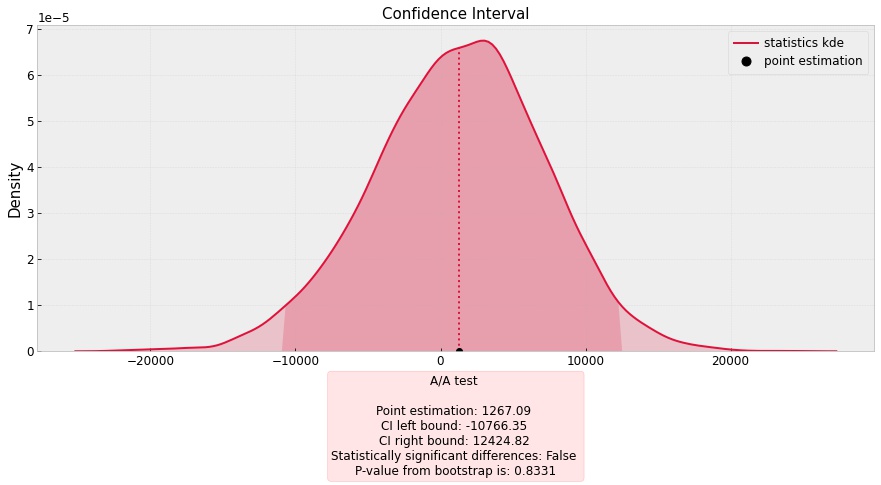 Confidence Interval
1e−5
7
6
5
4
3
2
1
0
Density
statistics kde
point estimation
−20000
−10000
0
10000
20000
A/A test
Point estimation: 1267.09
CI left bound: -10766.35
CI right bound: 12424.82
Statistically significant differences: False
P-value from bootstrap is: 0.8331